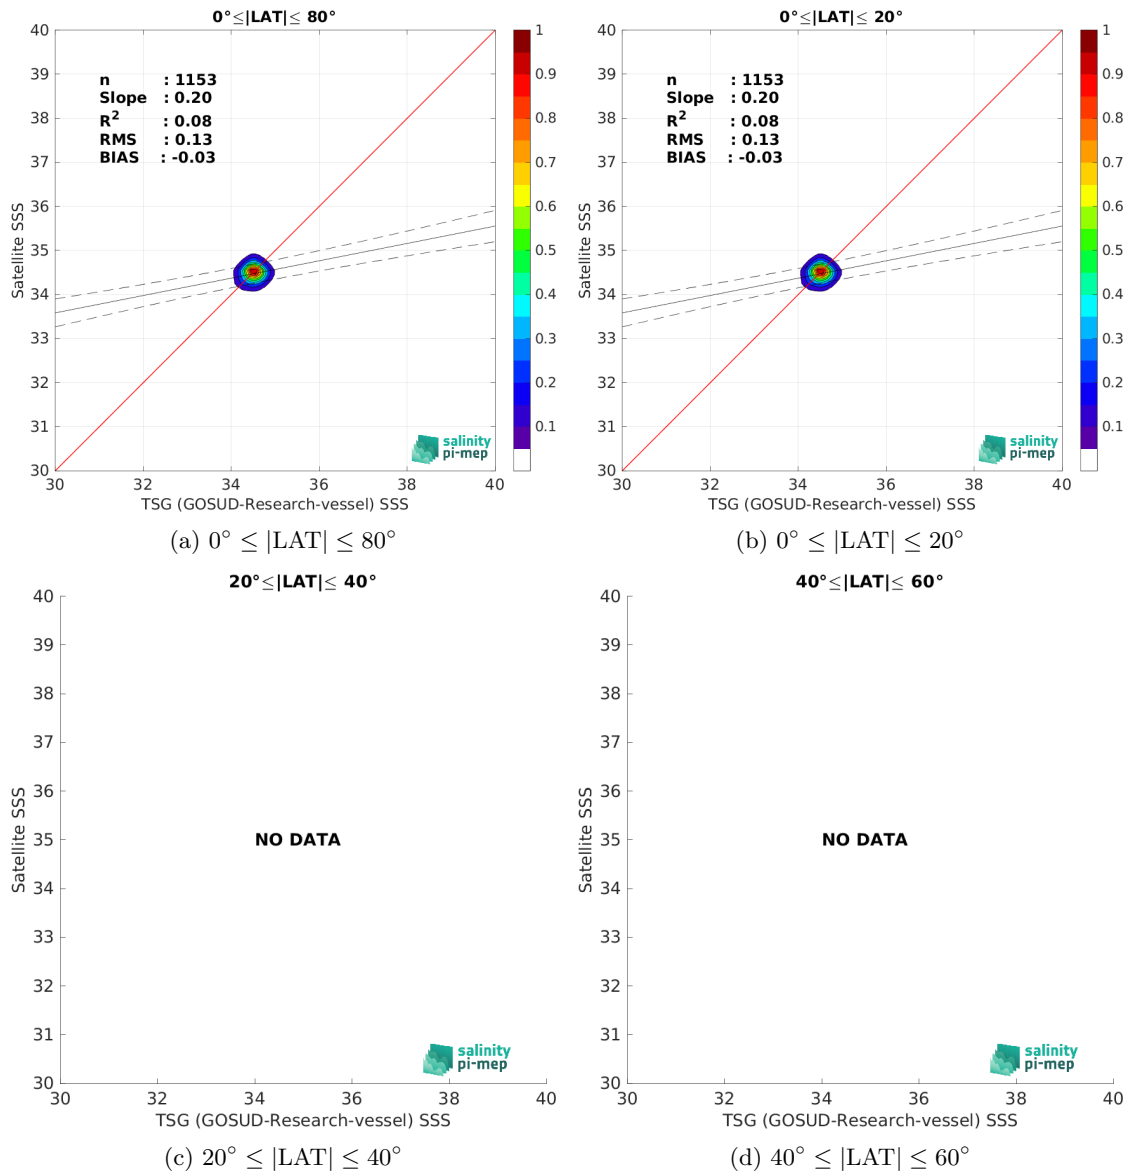 0°≤|LAT|≤ 80°
40
39
38
37
36
35
34
33
32
31
30
n : 1153
Slope : 0.20
R² : 0.08
RMS : 0.13
BIAS : -0.03
1
0.9
0.8
0.7
0.6
0.5
0.4
0.3
0.2
0.1
Satellite SSS
salinity
pi-mep
30 32 34 36 38 40
TSG (GOSUD-Research-vessel) SSS
(a) 0° ≤ |LAT| ≤ 80°
0°≤|LAT|≤ 20°
40
39
38
37
36
35
34
33
32
31
30
n : 1153
Slope : 0.20
R² : 0.08
RMS : 0.13
BIAS : -0.03
1
0.9
0.8
0.7
0.6
0.5
0.4
0.3
0.2
0.1
Satellite SSS
salinity
pi-mep
30 32 34 36 38 40
TSG (GOSUD-Research-vessel) SSS
(b) 0° ≤ |LAT| ≤ 20°
20°≤|LAT|≤ 40°
40
39
38
37
36
35
34
33
32
31
30
Satellite SSS
NO DATA
salinity
pi-mep
30 32 34 36 38 40
TSG (GOSUD-Research-vessel) SSS
(c) 20° ≤ |LAT| ≤ 40°
40°≤|LAT|≤ 60°
40
39
38
37
36
35
34
33
32
31
30
Satellite SSS
NO DATA
salinity
pi-mep
30 32 34 36 38 40
TSG (GOSUD-Research-vessel) SSS
(d) 40° ≤ |LAT| ≤ 60°